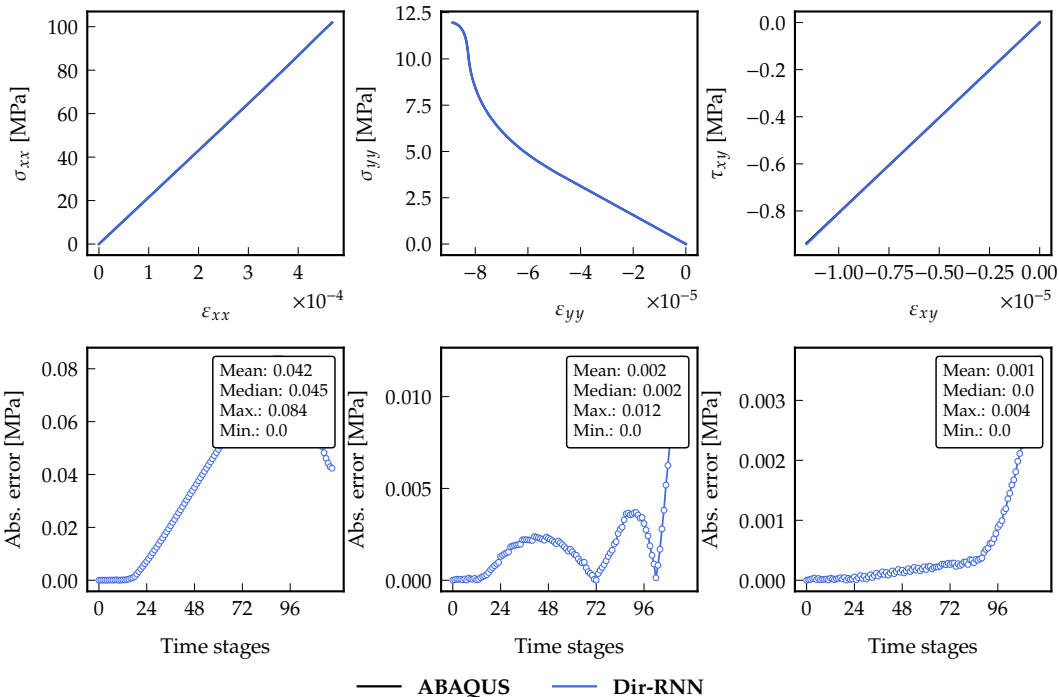 σxx [MPa]
100
80
60
40
20
0
0 1 2 3 4
×10−4
εxx
σyy [MPa]
12.5
10.0
7.5
5.0
2.5
0.0
−8 −6 −4 −2 0
×10−5
εyy
τxy [MPa]
0.0
−0.2
−0.4
−0.6
−0.8
−1.00 −0.75 −0.50 −0.25 0.00
×10−5
εxy
Abs. error [MPa]
0.08
0.06
0.04
0.02
0.00
0 24 48 72 96
Time stages
Mean: 0.042
Median: 0.045
Max.: 0.084
Min.: 0.0
Abs. error [MPa]
0.010
0.005
0.000
0 24 48 72 96
Time stages
Mean: 0.002
Median: 0.002
Max.: 0.012
Min.: 0.0
Abs. error [MPa]
0.003
0.002
0.001
0.000
0 24 48 72 96
Time stages
Mean: 0.001
Median: 0.0
Max.: 0.004
Min.: 0.0
ABAQUS Dir-RNN